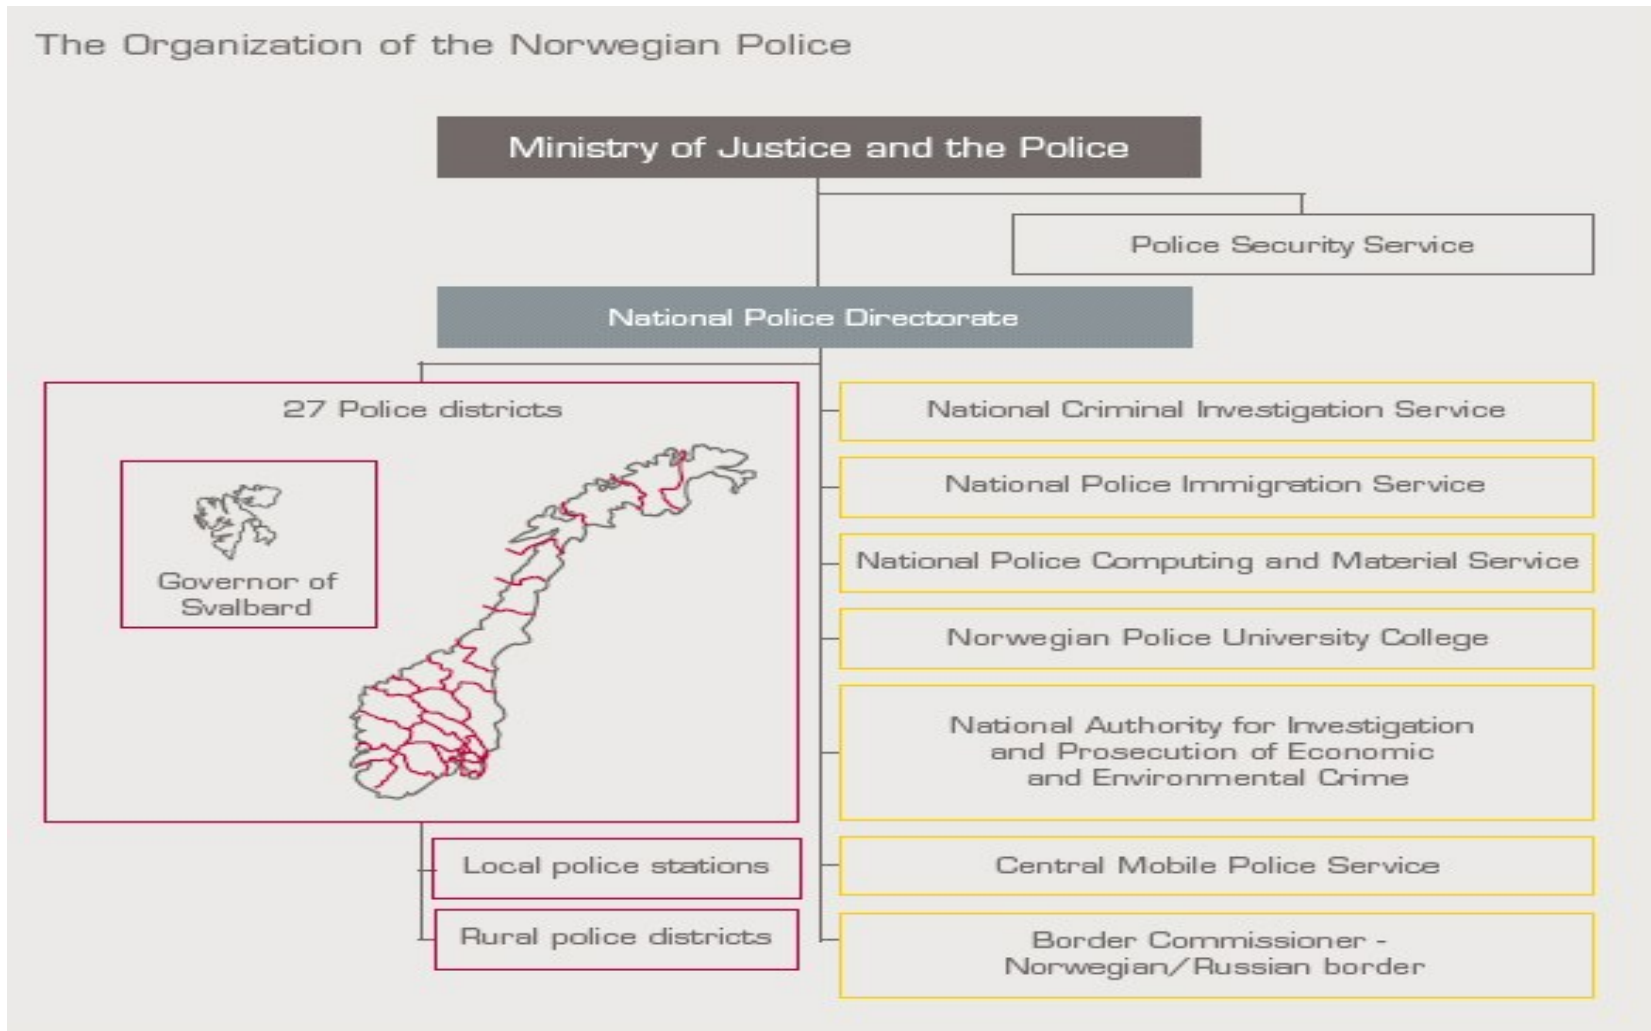 The Organization of the Norwegian Police
Ministry of Justice and the Police
Police Security Service
National Police Directorate
27 Police districts
Governor of
Svalbard
Local police stations
Rural police districts
National Criminal Investigation Service
National Police Immigration Service
National Police Computing and Material Service
Norwegian Police University College
National Authority for Investigation
and Prosecution of Economic
and Environmental Crime
Central Mobile Police Service
Border Commissioner -
Norwegian/Russian border